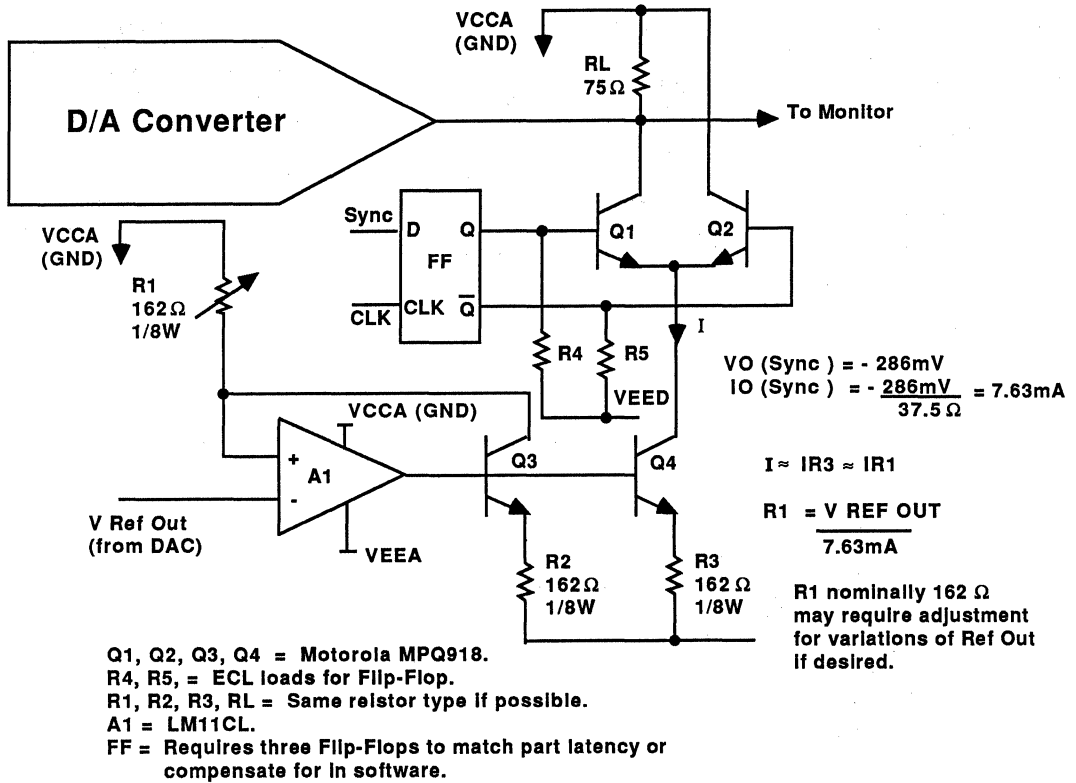 VCCA
(GND)
RL
75Ω
D/A Converter
To Monitor
Sync
D
Q
FF
CLK
CLK
Q
Q1
Q2
VCCA
(GND)
R1
162Ω
1/8W
I
R4
R5
VEED
VO (Sync ) = - 286mV
IO (Sync ) = - 286mV = 7.63mA
37.5 Ω
VCCA (GND)
+
A1
-
Q3
Q4
I ≈ IR3 ≈ IR1
V Ref Out
(from DAC)
VEEA
R1 = V REF OUT
7.63mA
R2
162Ω
1/8W
R3
162Ω
1/8W
R1 nominally 162 Ω
may require adjustment
for variations of Ref Out
if desired.
Q1, Q2, Q3, Q4 = Motorola MPQ918.
R4, R5, = ECL loads for Flip-Flop.
R1, R2, R3, RL = Same reistor type if possible.
A1 = LM11CL.
FF = Requires three Flip-Flops to match part latency or
compensate for in software.